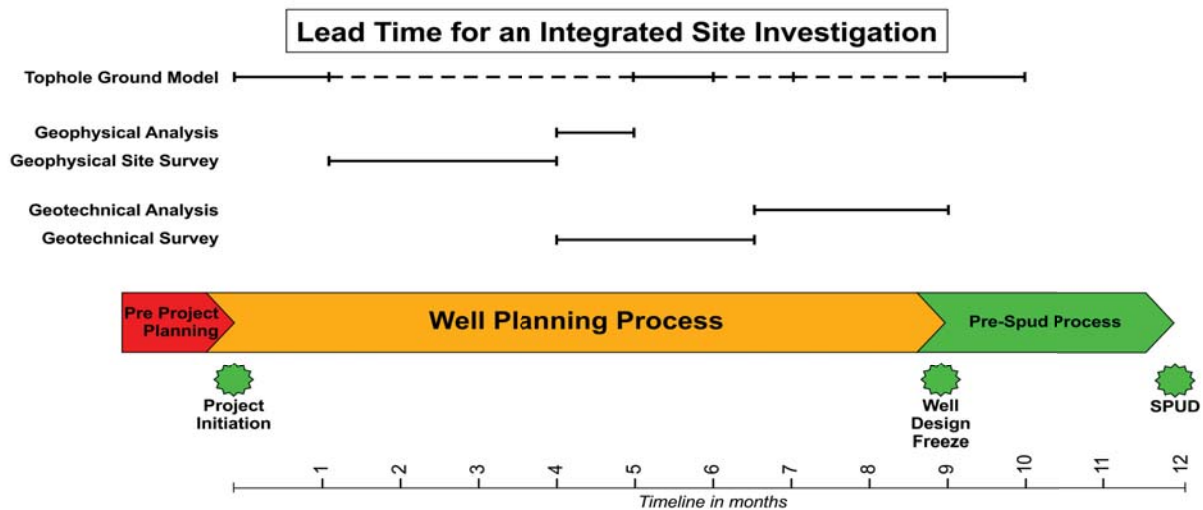 Lead Time for an Integrated Site Investigation
Tophole Ground Model
Geophysical Analysis
Geophysical Site Survey
Geotechnical Analysis
Geotechnical Survey
Pre Project
Planning
Well Planning Process
Pre-Spud Process
Project
Initiation
Well
Design
Freeze
SPUD
1 2 3 4 5 6 7 8 9 10 11 12
Timeline in months